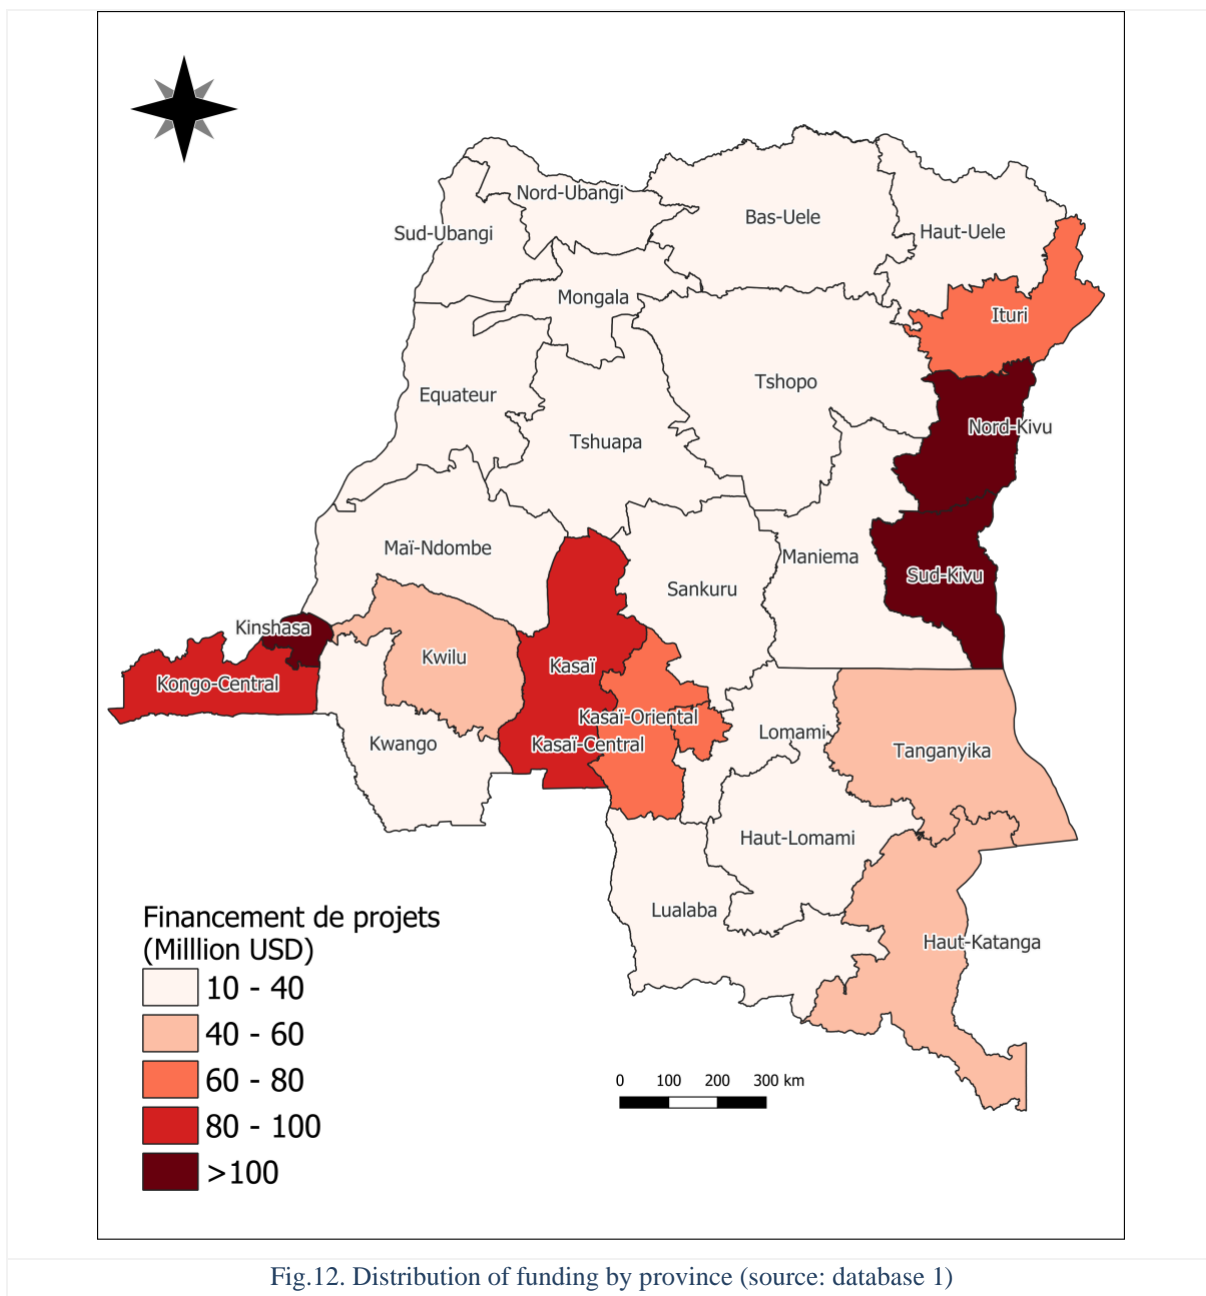 Nord-Ubangi
Bas-Uele
Sud-Ubangi
Haut-Uele
Mongala
Ituri
Tshopo
Equateur
Nord-Kivu
Tshuapa
Maï-Ndombe
Maniema
Sud-Kivu
Sankuru
Kinshasa
Kwilu
Kasaï
Kongo-Central
Kasaï-Oriental
Lomami
Kwango
Kasaï-Central
Tanganyika
Haut-Lomami
Lualaba
Haut-Katanga
Financement de projets
(Milllion USD)
10 - 40
40 - 60
60 - 80
80 - 100
>100
0 100 200 300 km
Fig.12. Distribution of funding by province (source: database 1)